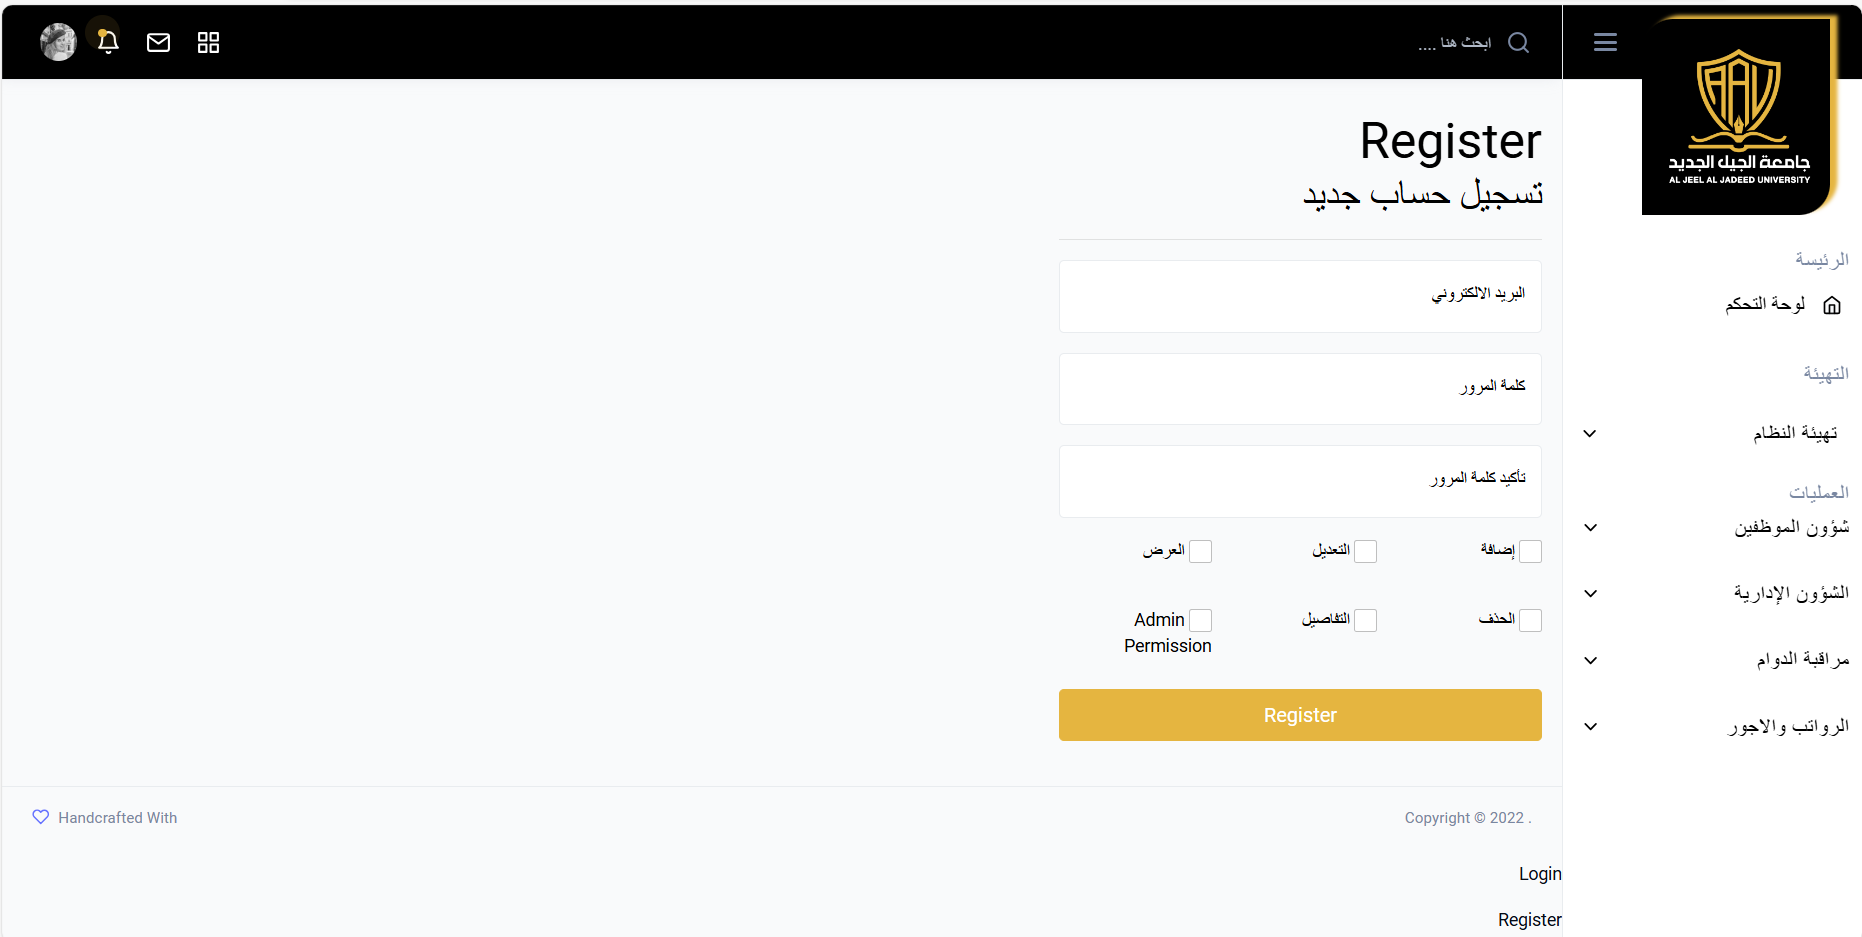 ابحث هنا ....
جامعة الجيل الجديد
AL JEEL AL JADEED UNIVERSITY
الرئيسة
لوحة التحكم
التهيئة
تهيئة النظام
العمليات
شؤون الموظفين
الشؤون الإدارية
مراقبة الدوام
الرواتب والاجور
Register
تسجيل حساب جديد
البريد الالكتروني
كلمة المرور
تأكيد كلمة المرور
إضافة
التعديل
العرض
الحذف
التفاصيل
Admin
Permission
Register
Copyright © 2022 .
Handcrafted With
Login
Register